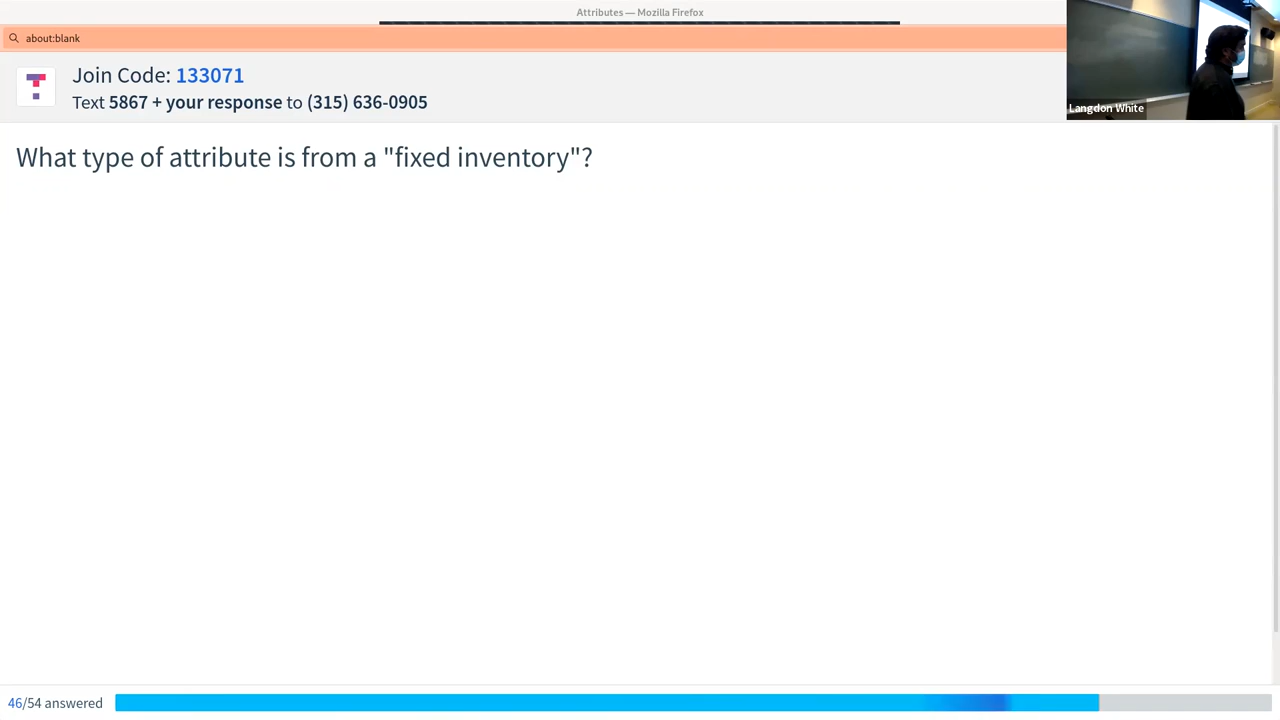 Attributes — Mozilla Firefox
about:blank
Join Code: 133071
Text 5867 + your response to (315) 636-0905
Langdon White
What type of attribute is from a "fixed inventory"?
46/54 answered